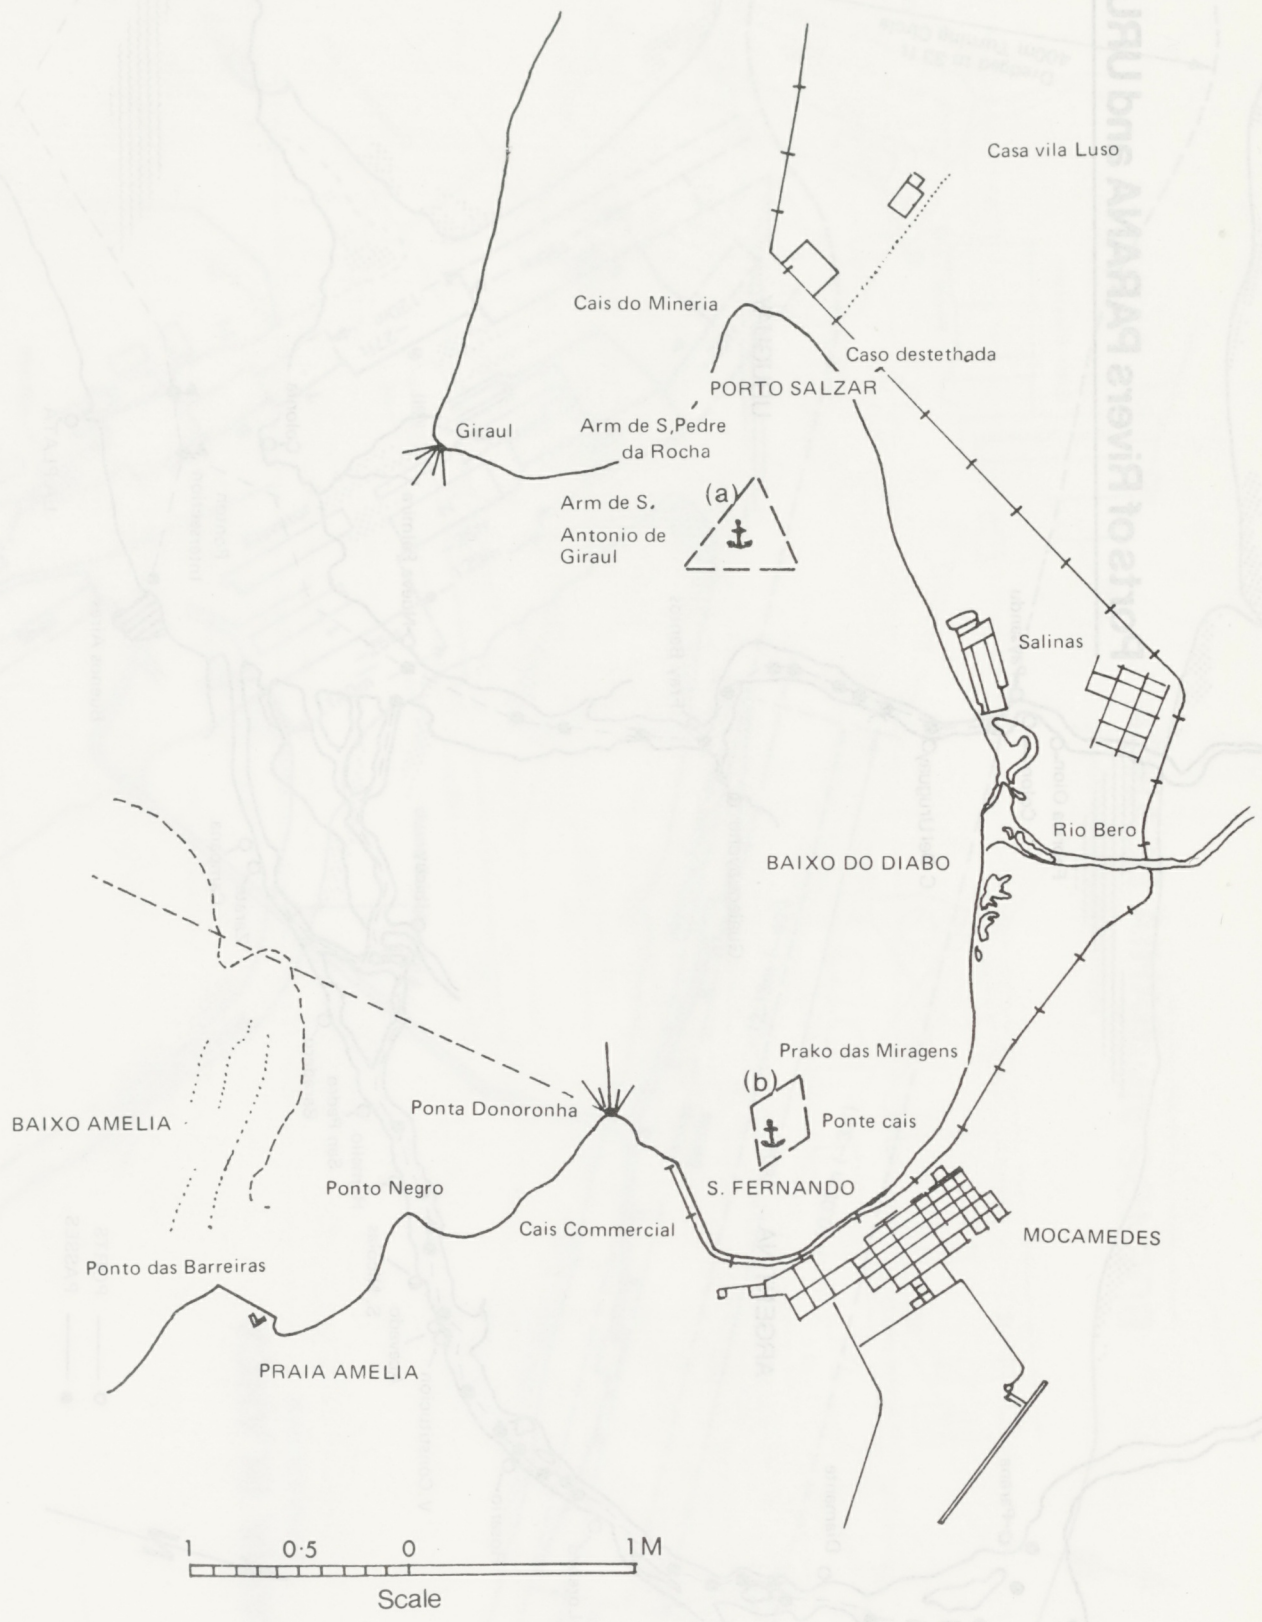 Casa vila Luso
Cais do Mineria
Caso destethada
PORTO SALZAR
Giraul
Arm de S,Pedre
da Rocha
Arm de S.
(a)
Antonio de
Giraul
Salinas
Rio Bero
BAIXO DO DIABO
Prako das Miragens
(b)
Ponta Donoronha
Ponte cais
BAIXO AMELIA
Ponto Negro
S. FERNANDO
Cais Commercial
MOCAMEDES
Ponto das Barreiras
PRAIA AMELIA
1 0·5 0 1 M
Scale